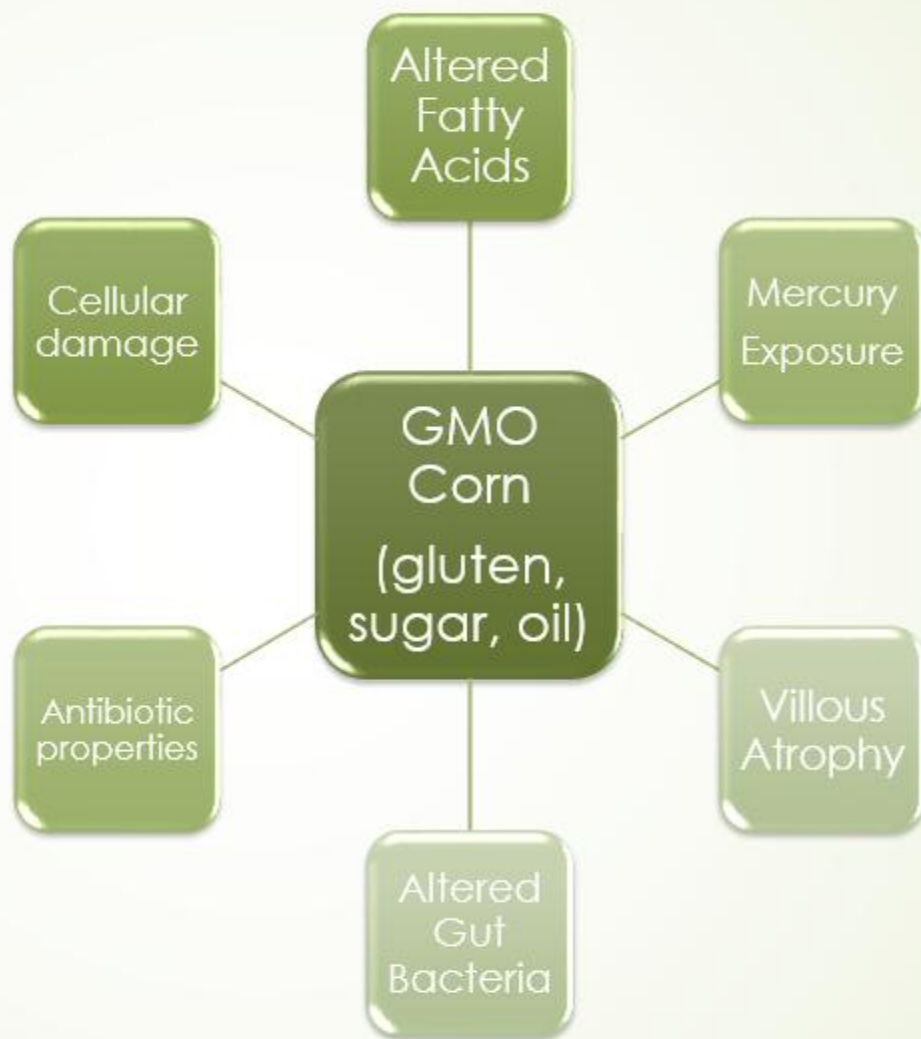 Altered
Fatty
Acids
Cellular
damage
Mercury
Exposure
GMO
Corn
(gluten,
sugar, oil)
Antibiotic
properties
Villous
Atrophy
Altered
Gut
Bacteria